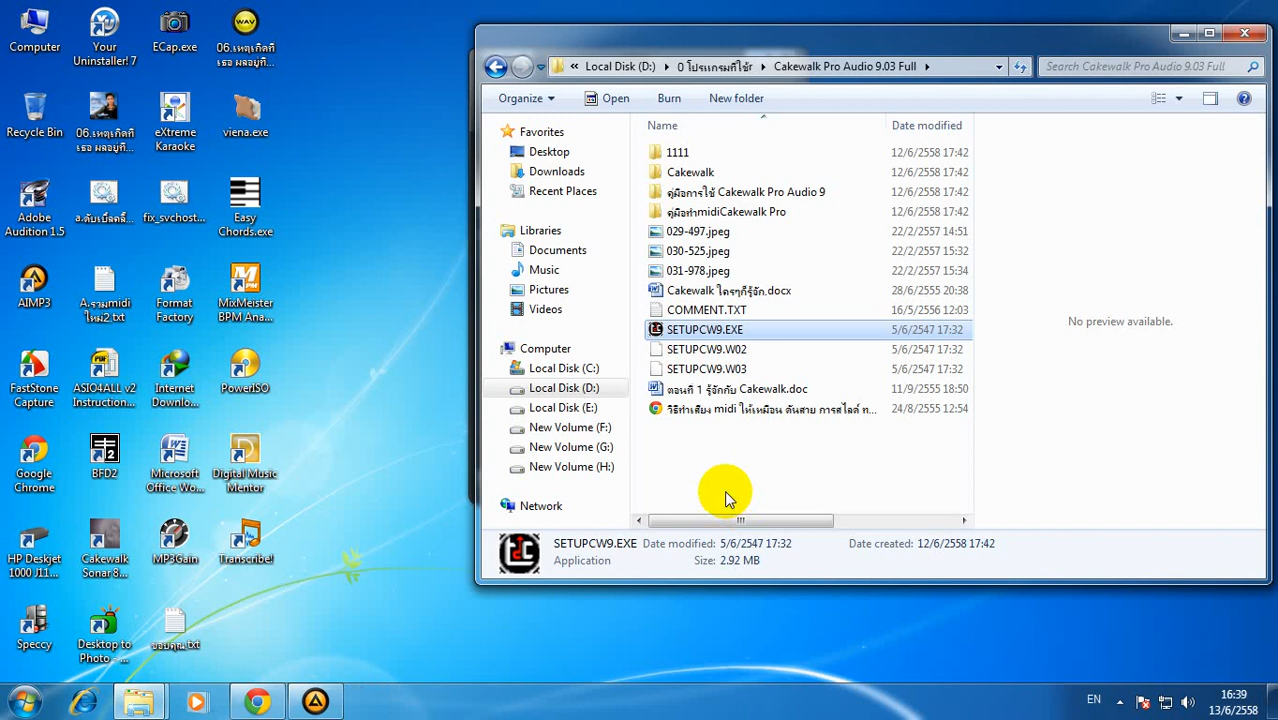 Computer
Your Uninstaller! 7
ECap.exe
06.เหตุเกิดที่เธอ ผลอยู่ที่...
Recycle Bin
06.เหตุเกิดที่เธอ ผลอยู่ที่...
eXtreme Karaoke
viena.exe
Adobe Audition 1.5
fix_svchost...
Easy Chords.exe
AIMP3
A.รวมmidi ใหม่2.txt
Format Factory
MixMeister BPM Ana...
FastStone Capture
ASIO4ALL v2 Instruction...
Internet Downlo...
PowerISO
Google Chrome
BFD2
Microsoft Office Wo...
Digital Music Mentor
HP Deskjet 1000 J11...
Cakewalk Sonar 8...
MP3Gain
Transcribe!
Speccy
Desktop to Photo - ...
ขอบคุณ.txt
« Local Disk (D:) 0 โปรแกรมที่ใช้ร Cakewalk Pro Audio 9.03 Full
Search Cakewalk Pro Audio 9.03 Full
Organize Open Burn New folder
Favorites
Desktop
Downloads
Recent Places
Libraries
Documents
Music
Pictures
Videos
Computer
Local Disk (C:)
Local Disk (D:)
Local Disk (E:)
New Volume (F:)
New Volume (G:)
New Volume (H:)
Network
Name Date modified
1111 12/6/2558 17:42
Cakewalk 12/6/2558 17:42
คู่มือการใช้ Cakewalk Pro Audio 9 12/6/2558 17:42
คู่มือทำmidiCakewalk Pro 12/6/2558 17:42
029-497.jpeg 22/2/2557 14:51
030-525.jpeg 22/2/2557 15:32
031-978.jpeg 22/2/2557 15:34
Cakewalk ใครๆก็รู้จัก.docx 28/6/2555 20:38
COMMENT.TXT 16/5/2556 12:03
SETUPCW9.EXE 5/6/2547 17:32
SETUPCW9.W02 5/6/2547 17:32
SETUPCW9.W03 5/6/2547 17:32
ตอนที่ 1 รู้จักกับ Cakewalk.doc 11/9/2555 18:50
วิธีทำเสียง midi ให้เหมือน ดันสาย การสไลด์ ท... 24/8/2555 12:54
No preview available.
SETUPCW9.EXE Date modified: 5/6/2547 17:32 Date created: 12/6/2558 17:42
Application Size: 2.92 MB
EN
16:39
13/6/2558